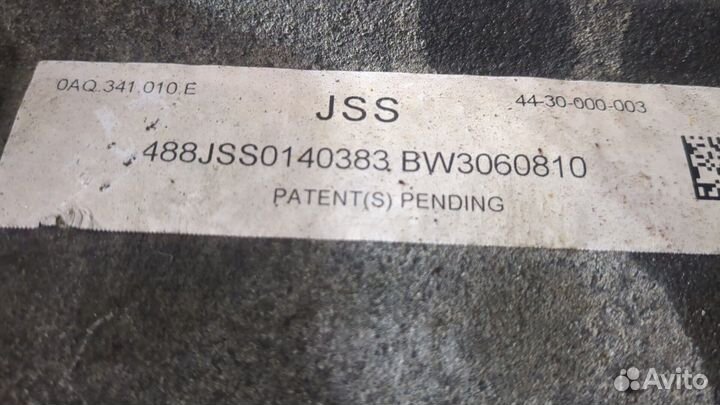 0AQ.341.010.E
JSS
44-30-000-003
488JSS0140383 BW3060810
PATENT(S) PENDING
Avito